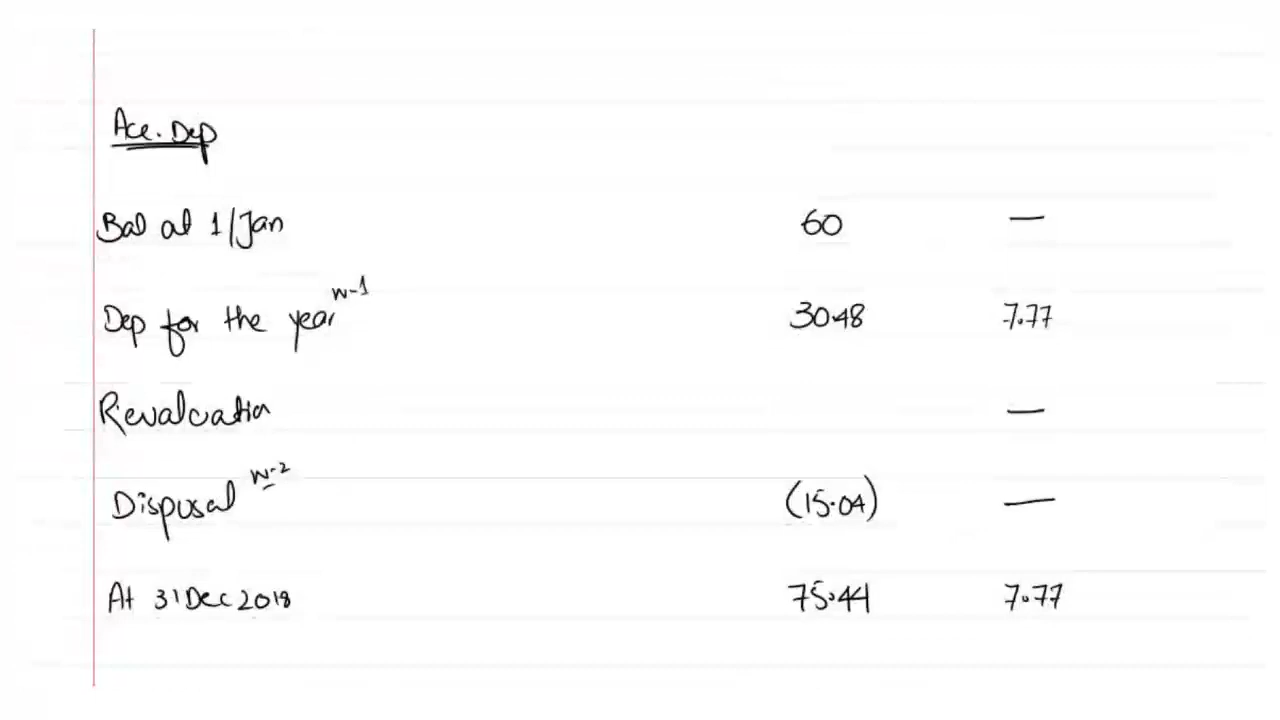 Acc. Dep
Bal at 1/Jan 60 —
Dep for the year w-1 30.48 7.77
Revaluation —
Disposal w-2 (15.04) —
At 31 Dec 2018 75.44 7.77